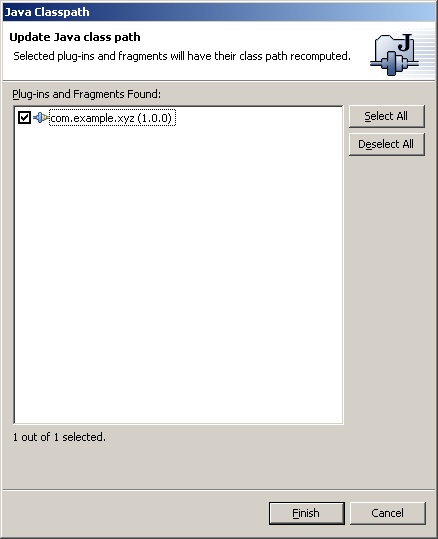 Java Classpath
Update Java class path
Selected plug-ins and fragments will have their class path recomputed.
J
Plug-ins and Fragments Found:
com.example.xyz (1.0.0)
Select All
Deselect All
1 out of 1 selected.
Finish
Cancel